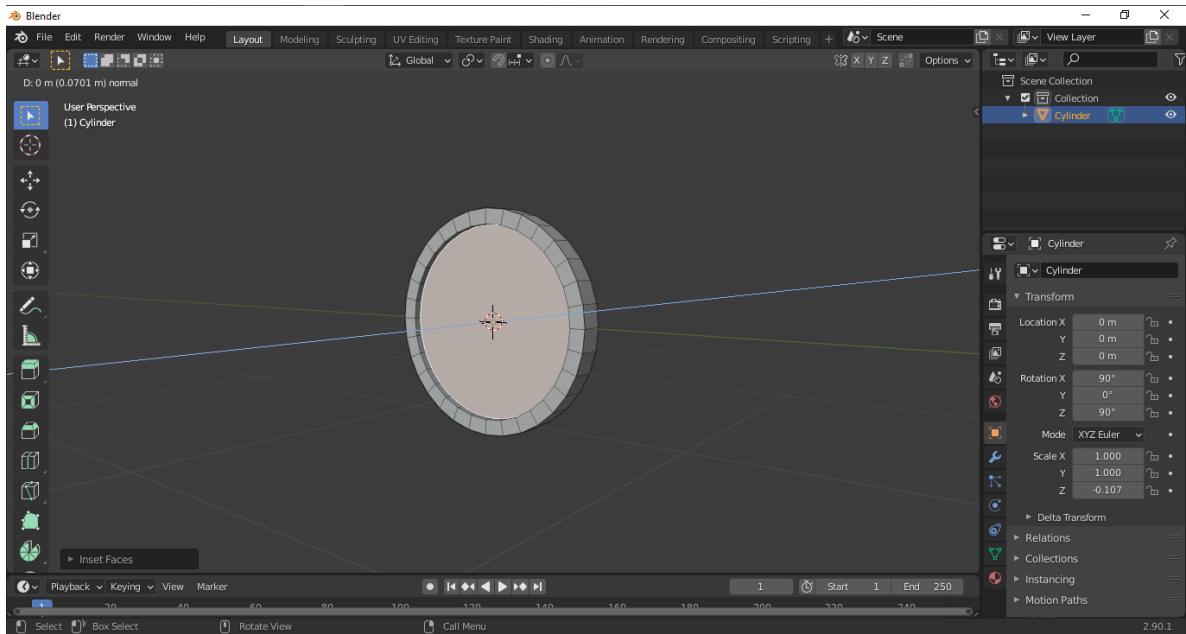 Blender
File Edit Render Window Help Layout Modeling Sculpting UV Editing Texture Paint Shading Animation Rendering Compositing Scripting + Scene View Layer
Global X Y Z Options
D: 0 m (0.0701 m) normal
User Perspective
(1) Cylinder
Scene Collection
Collection
Cylinder
Cylinder
Cylinder
Transform
Location X 0 m
Y 0 m
Z 0 m
Rotation X 90°
Y 0°
Z 90°
Mode XYZ Euler
Scale X 1.000
Y 1.000
Z -0.107
Delta Transform
Relations
Collections
Instancing
Motion Paths
Inset Faces
Playback Keying View Marker 1 Start 1 End 250
1 20 40 60 80 100 120 140 160 180 200 220 240
Select Box Select Rotate View Call Menu 2.90.1